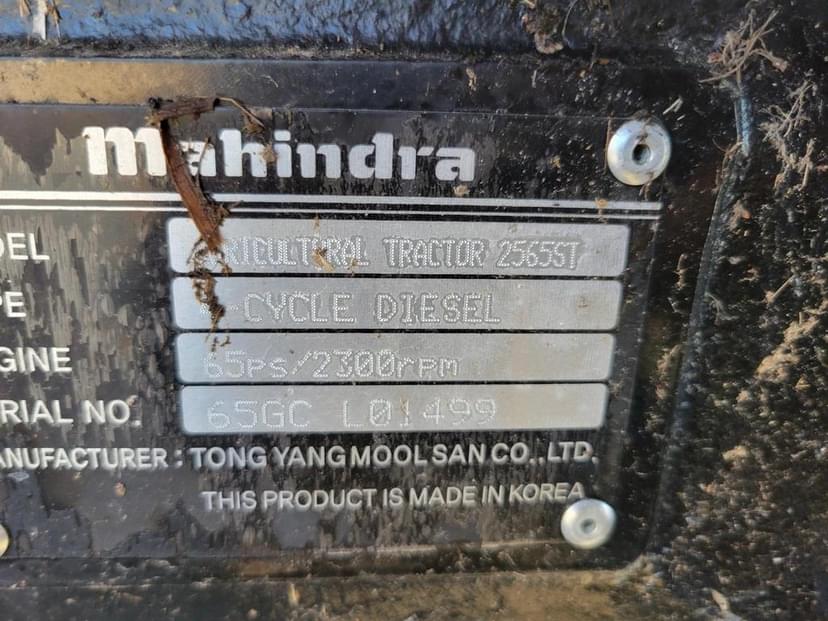 Mahindra
DEL AGRICULTURAL TRACTOR 2565ST
PE 4-CYCLE DIESEL
GINE 65ps/2300rpm
RIAL NO. 65GC L01499
ANUFACTURER : TONG YANG MOOL SAN CO.,LTD.
THIS PRODUCT IS MADE IN KOREA